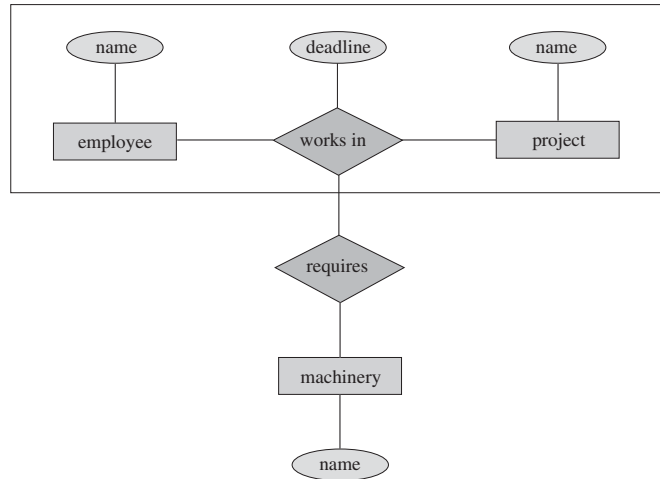 name
deadline
name
employee
works in
project
requires
machinery
name